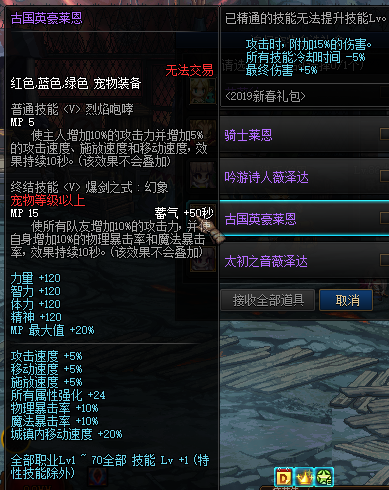 古国英豪莱恩
无法交易
红色,蓝色,绿色 宠物装备
普通技能 <V> 烈焰咆哮
MP 5
使主人增加10%的攻击力并增加5%
的攻击速度、施放速度和移动速度,效
果持续10秒。(该效果不会叠加)
终结技能 <V> 爆剑之式 : 幻象
宠物等级1以上
MP 15
蓄气 +50秒
使所有队友增加10%的攻击力,并使
自身增加10%的物理暴击率和魔法暴击
率,效果持续10秒。(该效果不会叠加)
力量 +120
智力 +120
体力 +120
精神 +120
MP 最大值 +20%
攻击速度 +5%
移动速度 +5%
施放速度 +5%
所有属性强化 +24
物理暴击率 +10%
魔法暴击率 +10%
城镇内移动速度 +20%
全部职业Lv1 ~ 70全部 技能 Lv +1 (特
性技能除外)
已精通的技能无法提升技能Lv。
攻击时,附加15%的伤害。
所有技能冷却时间 -5%
最终伤害 +5%
<2019新春礼包>
骑士莱恩
吟游诗人薇泽达
古国英豪莱恩
太初之音薇泽达
接收全部道具
取消
D